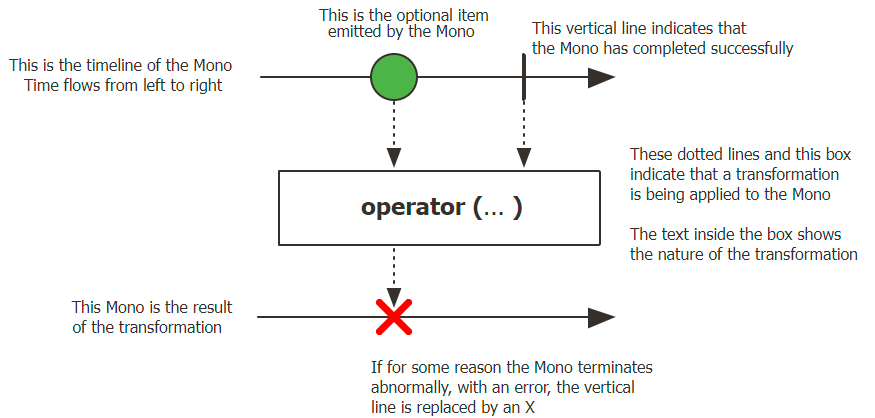 This is the optional item
emitted by the Mono
This vertical line indicates that
the Mono has completed successfully
This is the timeline of the Mono
Time flows from left to right
These dotted lines and this box
indicate that a transformation
is being applied to the Mono
operator (... )
The text inside the box shows
the nature of the transformation
This Mono is the result
of the transformation
If for some reason the Mono terminates
abnormally, with an error, the vertical
line is replaced by an X